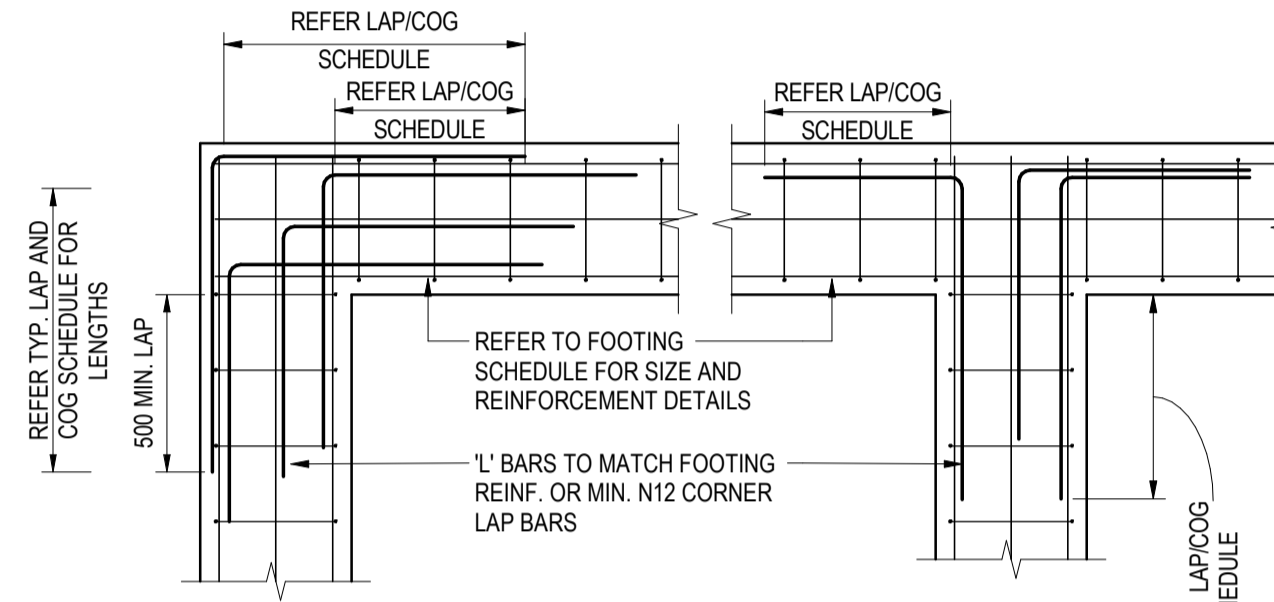 REFER LAP/COG
SCHEDULE
REFER LAP/COG
SCHEDULE
REFER LAP/COG
SCHEDULE
REFER TYP. LAP AND
COG SCHEDULE FOR
LENGTHS
500 MIN. LAP
REFER TO FOOTING
SCHEDULE FOR SIZE AND
REINFORCEMENT DETAILS
'L' BARS TO MATCH FOOTING
REINF. OR MIN. N12 CORNER
LAP BARS
LAP/COG